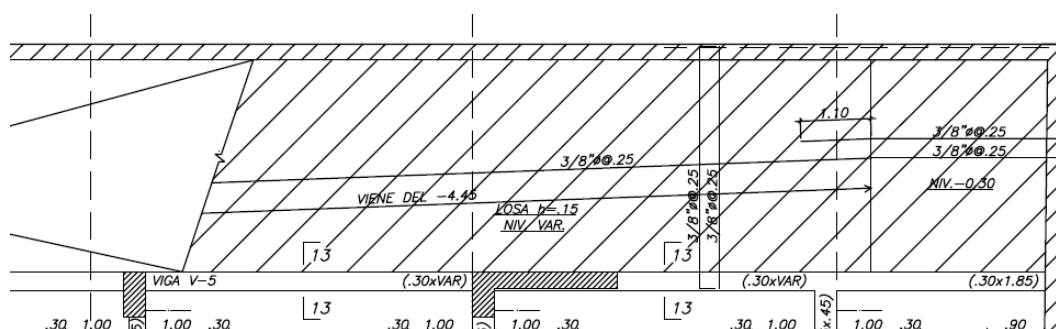 1.10
3/8"ø@.25
3/8"ø@.25
3/8"ø@.25
VIENE DEL -4.45
NIV.-0.30
LOSA h=.15
NIV. VAR.
3/8"ø@.25
3/8"ø@.25
13
13
VIGA V-5
(.30xVAR)
(.30xVAR)
(.30x1.85)
13
13
.30
1.00
1.00
.30
.30
1.00
1.00
.30
.30
1.00
x.45)
1.00
.30
.90